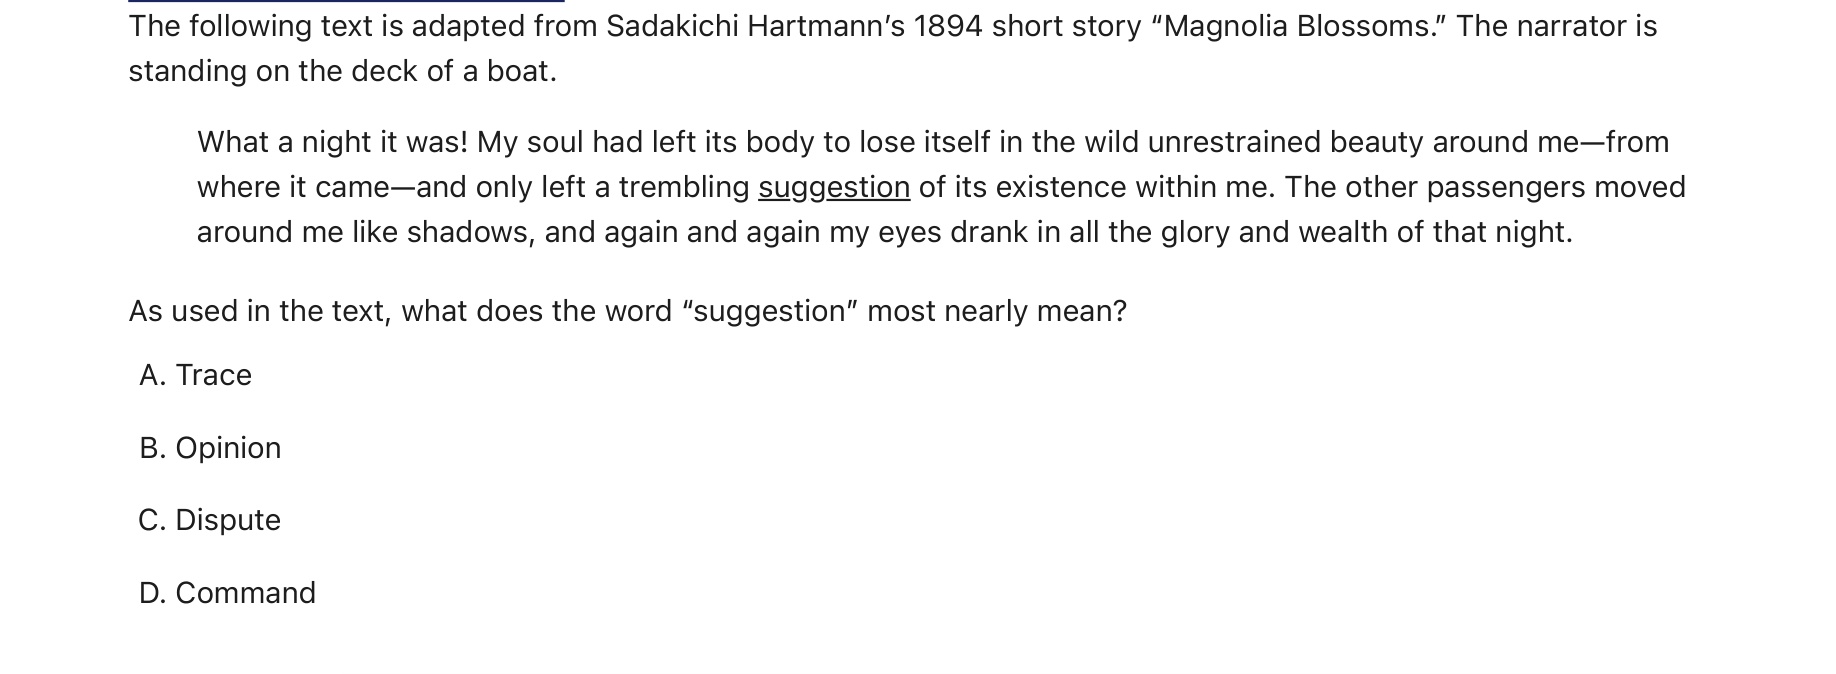 The following text is adapted from Sadakichi Hartmann’s 1894 short story “Magnolia Blossoms.” The narrator is
standing on the deck of a boat.
What a night it was! My soul had left its body to lose itself in the wild unrestrained beauty around me—from
where it came—and only left a trembling suggestion of its existence within me. The other passengers moved
around me like shadows, and again and again my eyes drank in all the glory and wealth of that night.
As used in the text, what does the word “suggestion” most nearly mean?
A. Trace
B. Opinion
C. Dispute
D. Command